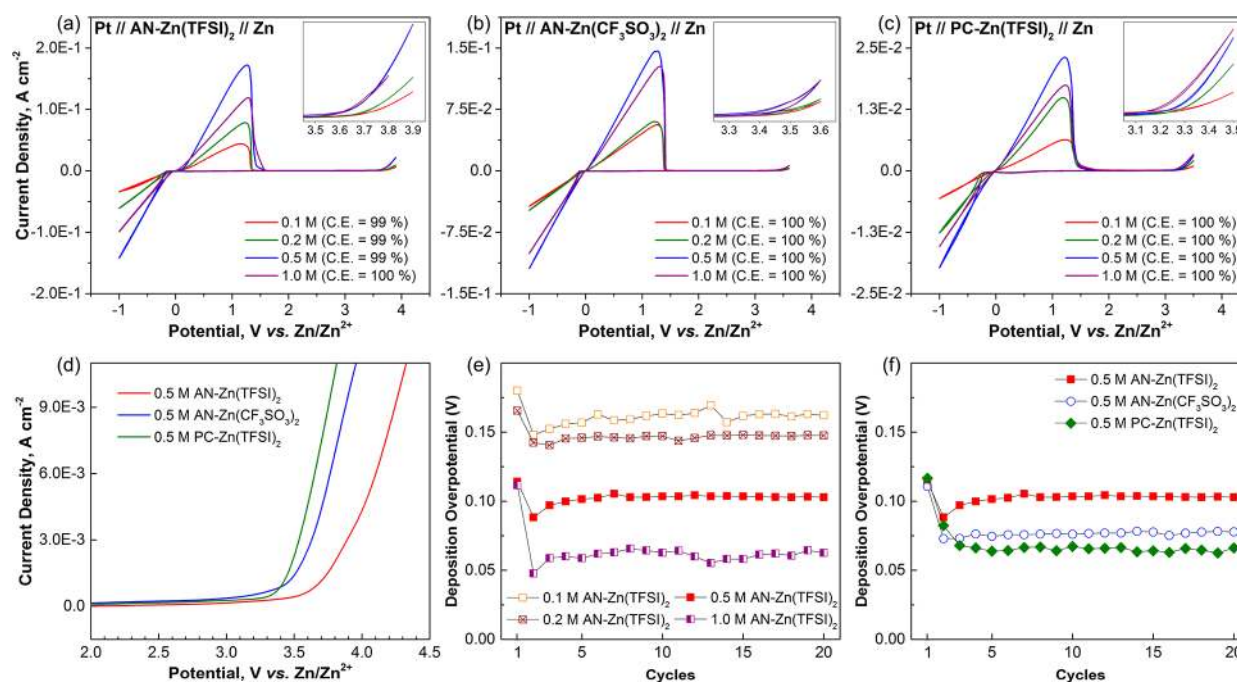 (a) Pt // AN-Zn(TFSI)₂ // Zn
2.0E-1
1.0E-1
0.0
-1.0E-1
-2.0E-1
Current Density, A cm⁻²
3.5 3.6 3.7 3.8 3.9
0.1 M (C.E. = 99 %)
0.2 M (C.E. = 99 %)
0.5 M (C.E. = 99 %)
1.0 M (C.E. = 100 %)
-1 0 1 2 3 4
Potential, V vs. Zn/Zn²⁺
(b) Pt // AN-Zn(CF₃SO₃)₂ // Zn
1.5E-1
7.5E-2
0.0
-7.5E-2
-1.5E-1
3.3 3.4 3.5 3.6
0.1 M (C.E. = 100 %)
0.2 M (C.E. = 100 %)
0.5 M (C.E. = 100 %)
1.0 M (C.E. = 100 %)
-1 0 1 2 3 4
Potential, V vs. Zn/Zn²⁺
(c) Pt // PC-Zn(TFSI)₂ // Zn
2.5E-2
1.3E-2
0.0
-1.3E-2
-2.5E-2
3.1 3.2 3.3 3.4 3.5
0.1 M (C.E. = 100 %)
0.2 M (C.E. = 100 %)
0.5 M (C.E. = 100 %)
1.0 M (C.E. = 100 %)
-1 0 1 2 3 4
Potential, V vs. Zn/Zn²⁺
(d)
9.0E-3
6.0E-3
3.0E-3
0.0
Current Density, A cm⁻²
0.5 M AN-Zn(TFSI)₂
0.5 M AN-Zn(CF₃SO₃)₂
0.5 M PC-Zn(TFSI)₂
2.0 2.5 3.0 3.5 4.0 4.5
Potential, V vs. Zn/Zn²⁺
(e)
0.15
0.10
0.05
0.00
Deposition Overpotential (V)
0.1 M AN-Zn(TFSI)₂ 0.5 M AN-Zn(TFSI)₂
0.2 M AN-Zn(TFSI)₂ 1.0 M AN-Zn(TFSI)₂
1 5 10 15 20
Cycles
(f)
0.15
0.10
0.05
0.00
Deposition Overpotential (V)
0.5 M AN-Zn(TFSI)₂
0.5 M AN-Zn(CF₃SO₃)₂
0.5 M PC-Zn(TFSI)₂
1 5 10 15 20
Cycles